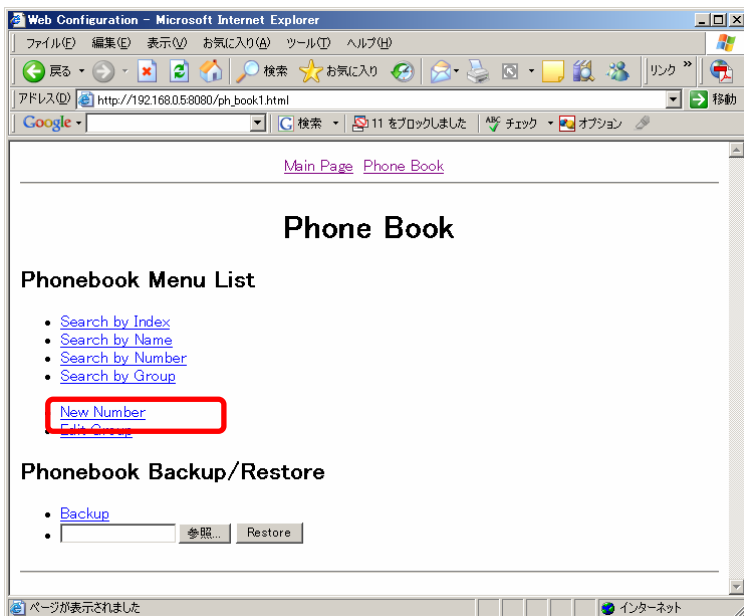 Web Configuration - Microsoft Internet Explorer
ファイル(F) 編集(E) 表示(V) お気に入り(A) ツール(T) ヘルプ(H)
戻る 検索 お気に入り リンク »
アドレス(D) http://192.168.0.5:8080/ph_book1.html 移動
Google 検索 11 をブロックしました ABC チェック オプション
Main Page Phone Book
Phone Book
Phonebook Menu List
Search by Index
Search by Name
Search by Number
Search by Group
New Number
Edit Group
Phonebook Backup/Restore
Backup
参照... Restore
ページが表示されました インターネット